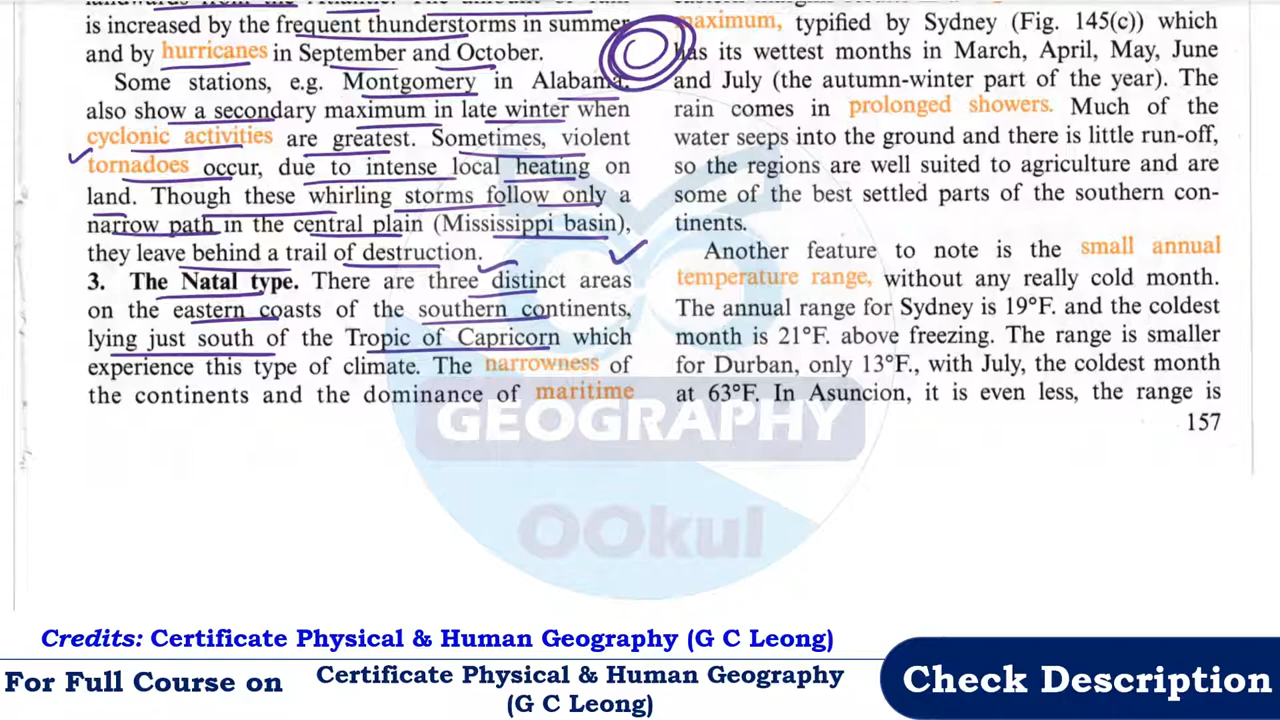 is increased by the frequent thunderstorms in summer
and by hurricanes in September and October.
Some stations, e.g. Montgomery in Alabama,
also show a secondary maximum in late winter when
cyclonic activities are greatest. Sometimes, violent
tornadoes occur, due to intense local heating on
land. Though these whirling storms follow only a
narrow path in the central plain (Mississippi basin),
they leave behind a trail of destruction.
3. The Natal type. There are three distinct areas
on the eastern coasts of the southern continents,
lying just south of the Tropic of Capricorn which
experience this type of climate. The narrowness of
the continents and the dominance of maritime
maximum, typified by Sydney (Fig. 145(c)) which
has its wettest months in March, April, May, June
and July (the autumn-winter part of the year). The
rain comes in prolonged showers. Much of the
water seeps into the ground and there is little run-off,
so the regions are well suited to agriculture and are
some of the best settled parts of the southern con-
tinents.
Another feature to note is the small annual
temperature range, without any really cold month.
The annual range for Sydney is 19°F. and the coldest
month is 21°F. above freezing. The range is smaller
for Durban, only 13°F., with July, the coldest month
at 63°F. In Asuncion, it is even less, the range is
157
GEOGRAPHY
OOkul
Credits: Certificate Physical & Human Geography (G C Leong)
For Full Course on
Certificate Physical & Human Geography
(G C Leong)
Check Description